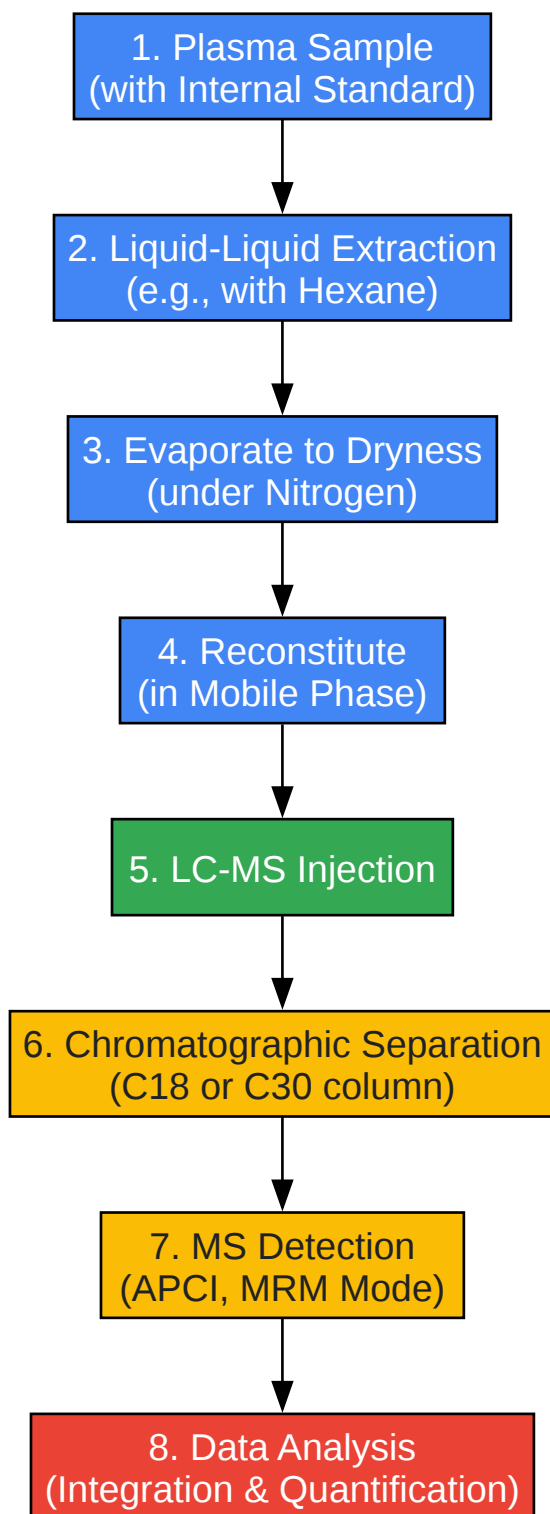 1. Plasma Sample
(with Internal Standard)
2. Liquid-Liquid Extraction
(e.g., with Hexane)
3. Evaporate to Dryness
(under Nitrogen)
4. Reconstitute
(in Mobile Phase)
5. LC-MS Injection
6. Chromatographic Separation
(C18 or C30 column)
7. MS Detection
(APCI, MRM Mode)
8. Data Analysis
(Integration & Quantification)